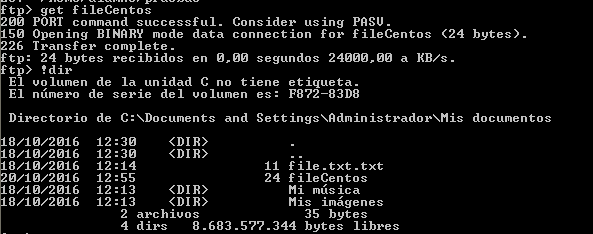 ftp> get fileCentos
200 PORT command successful. Consider using PASV.
150 Opening BINARY mode data connection for fileCentos (24 bytes).
226 Transfer complete.
ftp: 24 bytes recibidos en 0,00 segundos 24000,00 a KB/s.
ftp> !dir
 El volumen de la unidad C no tiene etiqueta.
 El número de serie del volumen es: F872-83D8

 Directorio de C:\Documents and Settings\Administrador\Mis documentos

18/10/2016  12:30    <DIR>          .
18/10/2016  12:30    <DIR>          ..
18/10/2016  12:14                11 file.txt.txt
20/10/2016  12:55                24 fileCentos
18/10/2016  12:13    <DIR>          Mi música
18/10/2016  12:13    <DIR>          Mis imágenes
               2 archivos             35 bytes
               4 dirs   8.683.577.344 bytes libres